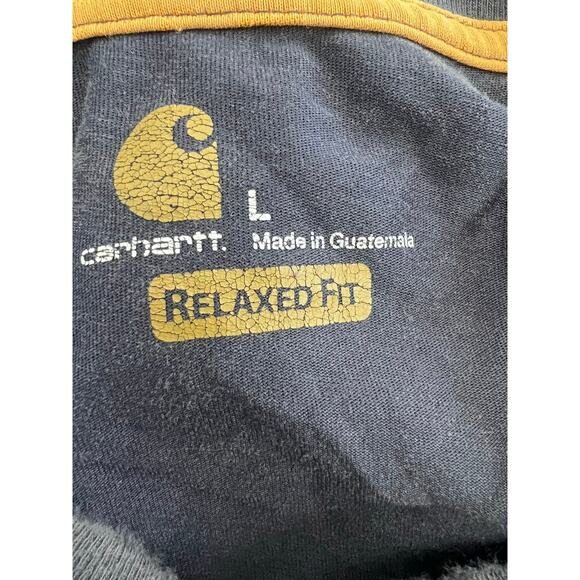 L
carhartt. Made in Guatemala
RELAXED FIT